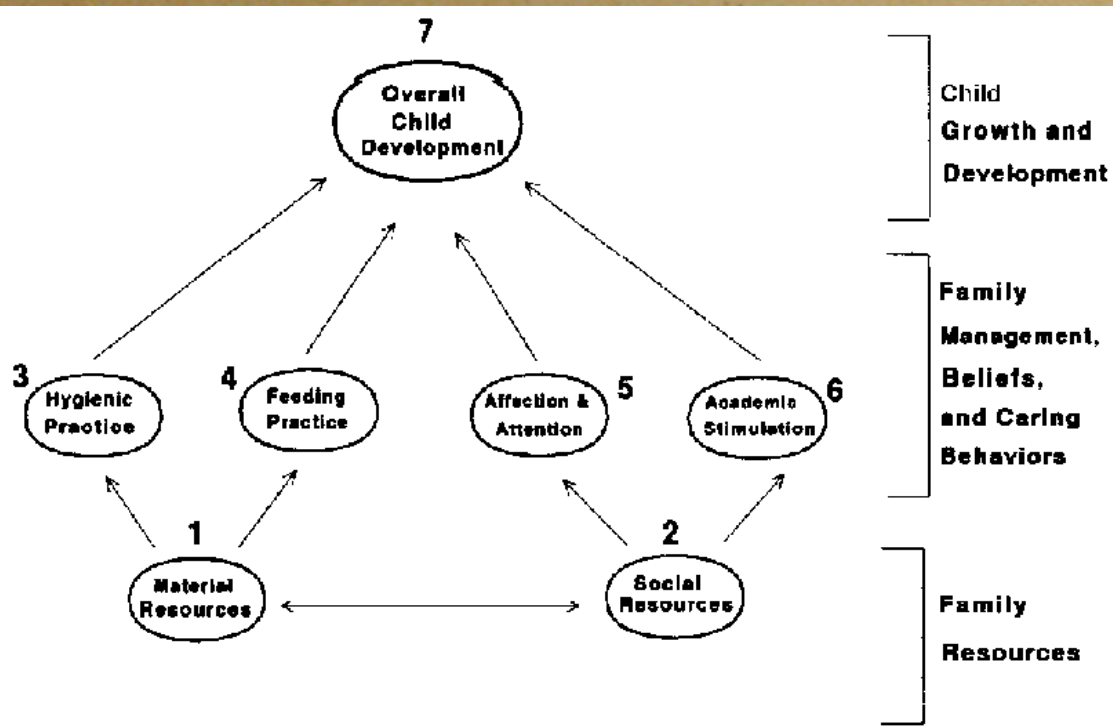 7
Overall
Child
Development
Child
Growth and
Development
3
Hygienic
Practice
4
Feeding
Practice
Affection &
Attention
5
Academic
Stimulation
6
Family
Management,
Beliefs,
and Caring
Behaviors
1
Material
Resources
2
Social
Resources
Family
Resources